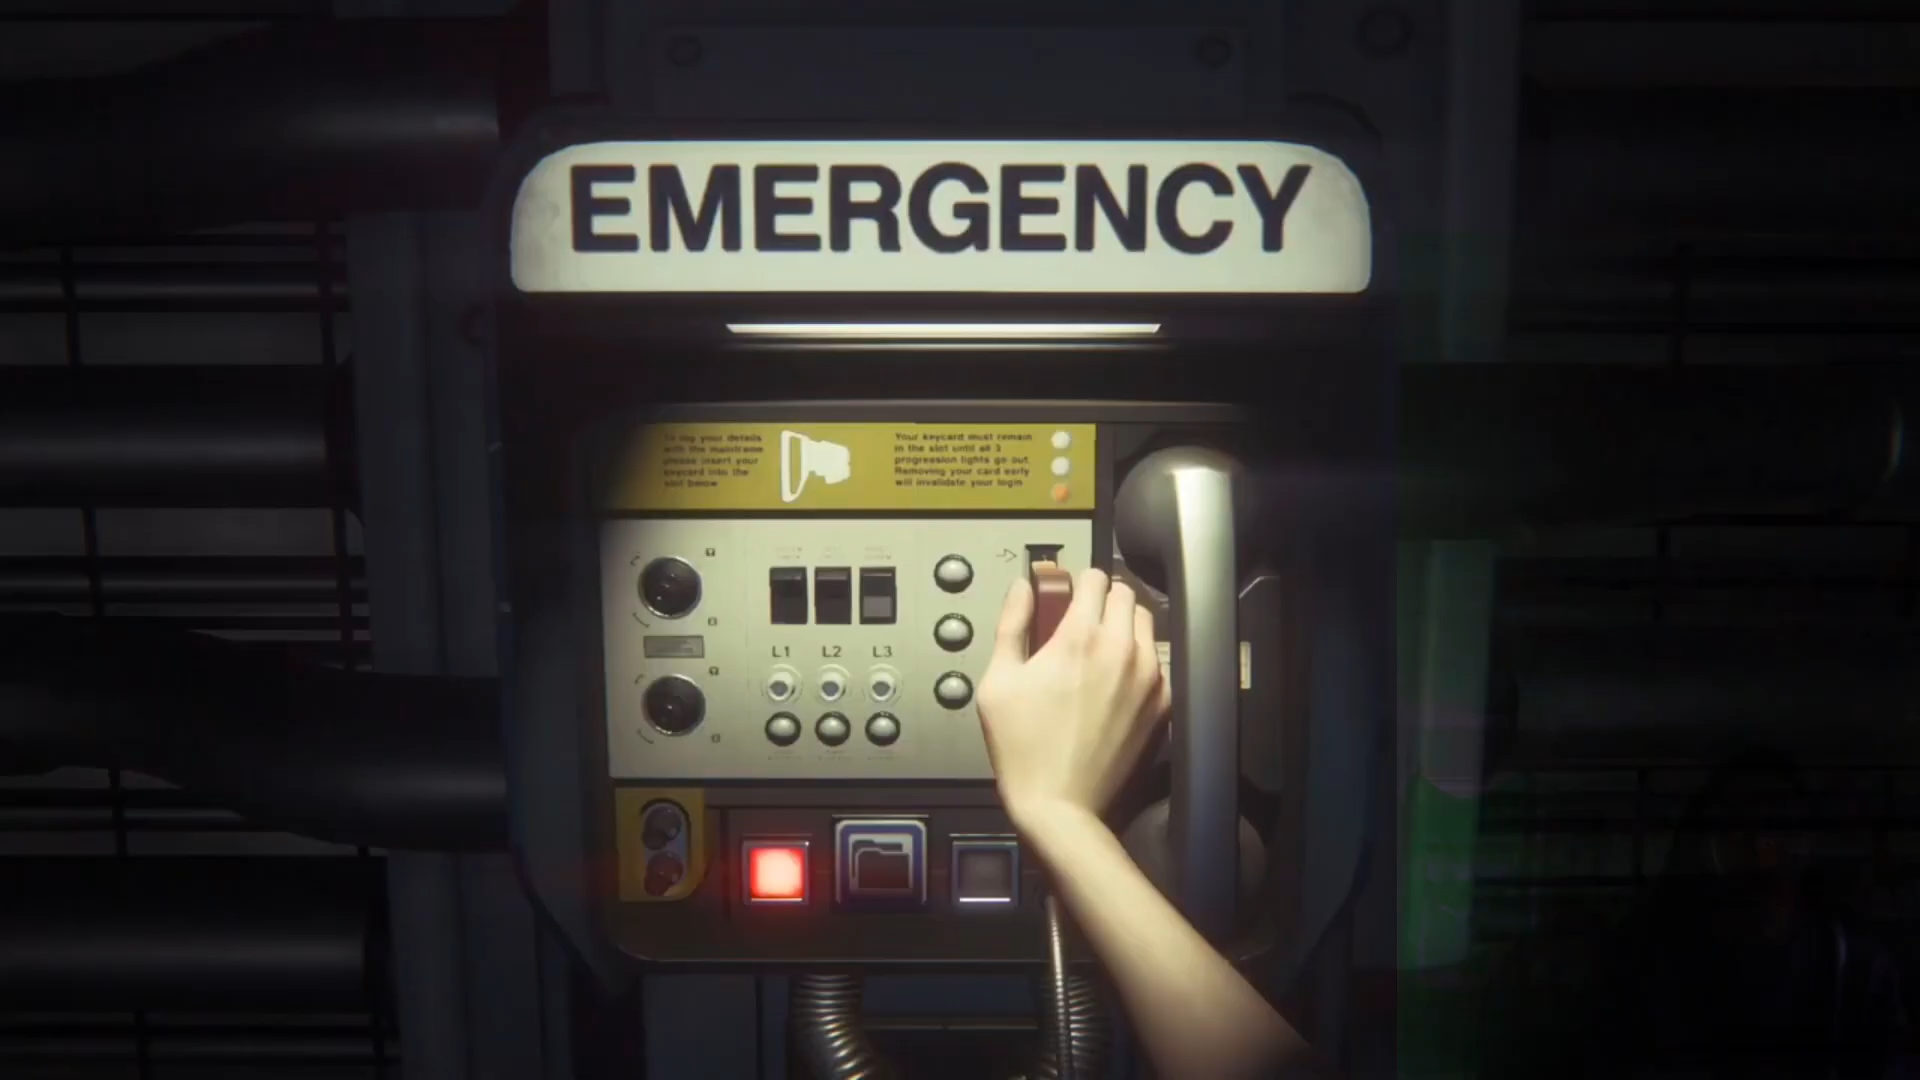 EMERGENCY
To log your details
with the mainframe
please insert your
keycard into the
slot below
Your keycard must remain
in the slot until all 3
progression lights go out.
Removing your card early
will invalidate your login
L1 L2 L3